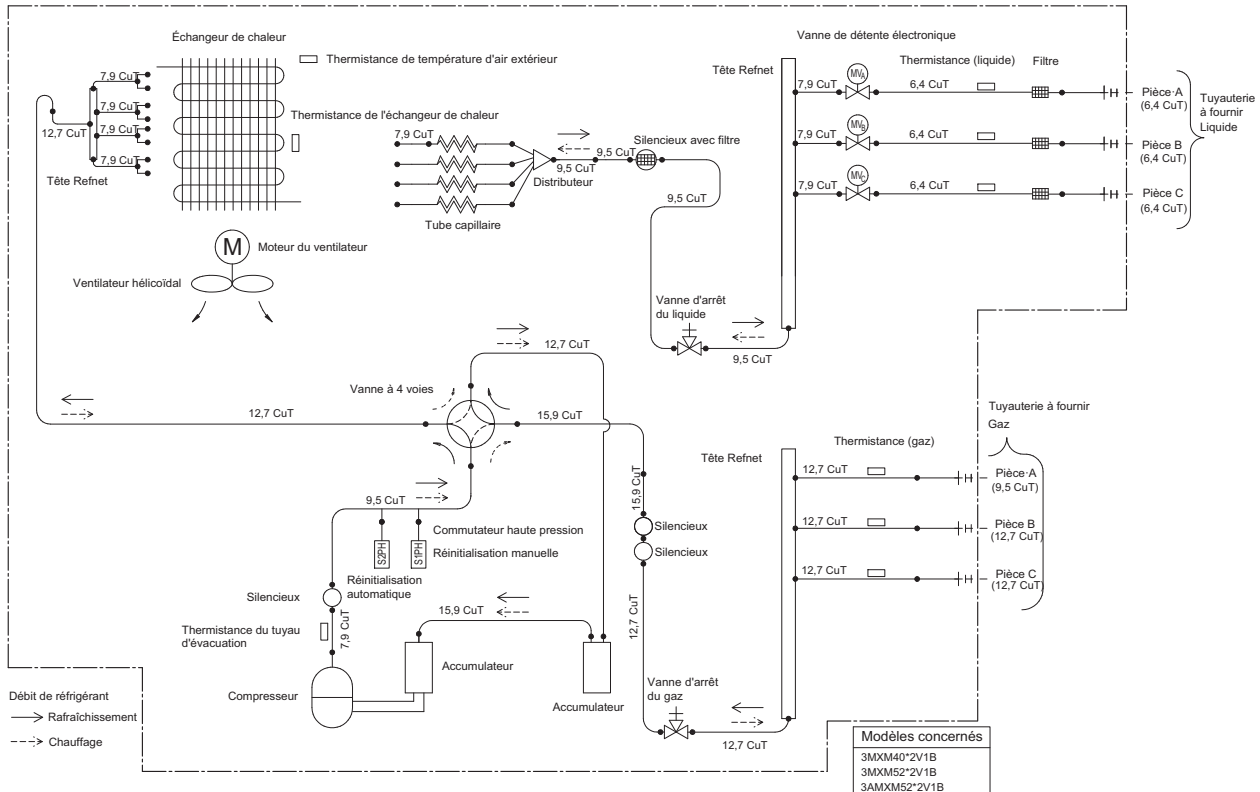 Échangeur de chaleur
Thermistance de température d'air extérieur
7,9 CuT
7,9 CuT
7,9 CuT
7,9 CuT
12,7 CuT
Tête Refnet
Thermistance de l'échangeur de chaleur
7,9 CuT
Tube capillaire
Distributeur
9,5 CuT
9,5 CuT
Silencieux avec filtre
9,5 CuT
M
Moteur du ventilateur
Ventilateur hélicoïdal
Vanne d'arrêt
du liquide
9,5 CuT
Tête Refnet
Vanne de détente électronique
Thermistance (liquide)
Filtre
7,9 CuT
MVA
6,4 CuT
Pièce·A
(6,4 CuT)
7,9 CuT
MVB
6,4 CuT
Pièce B
(6,4 CuT)
7,9 CuT
MVC
6,4 CuT
Pièce C
(6,4 CuT)
Tuyauterie
à fournir
Liquide
12,7 CuT
Vanne à 4 voies
12,7 CuT
15,9 CuT
9,5 CuT
S2PH
S1PH
Commutateur haute pression
Réinitialisation manuelle
Réinitialisation
automatique
Silencieux
Thermistance du tuyau
d'évacuation
7,9 CuT
Compresseur
Accumulateur
15,9 CuT
Accumulateur
15,9 CuT
Silencieux
Silencieux
12,7 CuT
Vanne d'arrêt
du gaz
12,7 CuT
Tête Refnet
Thermistance (gaz)
Tuyauterie à fournir
Gaz
12,7 CuT
Pièce·A
(9,5 CuT)
12,7 CuT
Pièce B
(12,7 CuT)
12,7 CuT
Pièce C
(12,7 CuT)
Débit de réfrigérant
Rafraîchissement
Chauffage
Modèles concernés
3MXM40*2V1B
3MXM52*2V1B
3AMXM52*2V1B